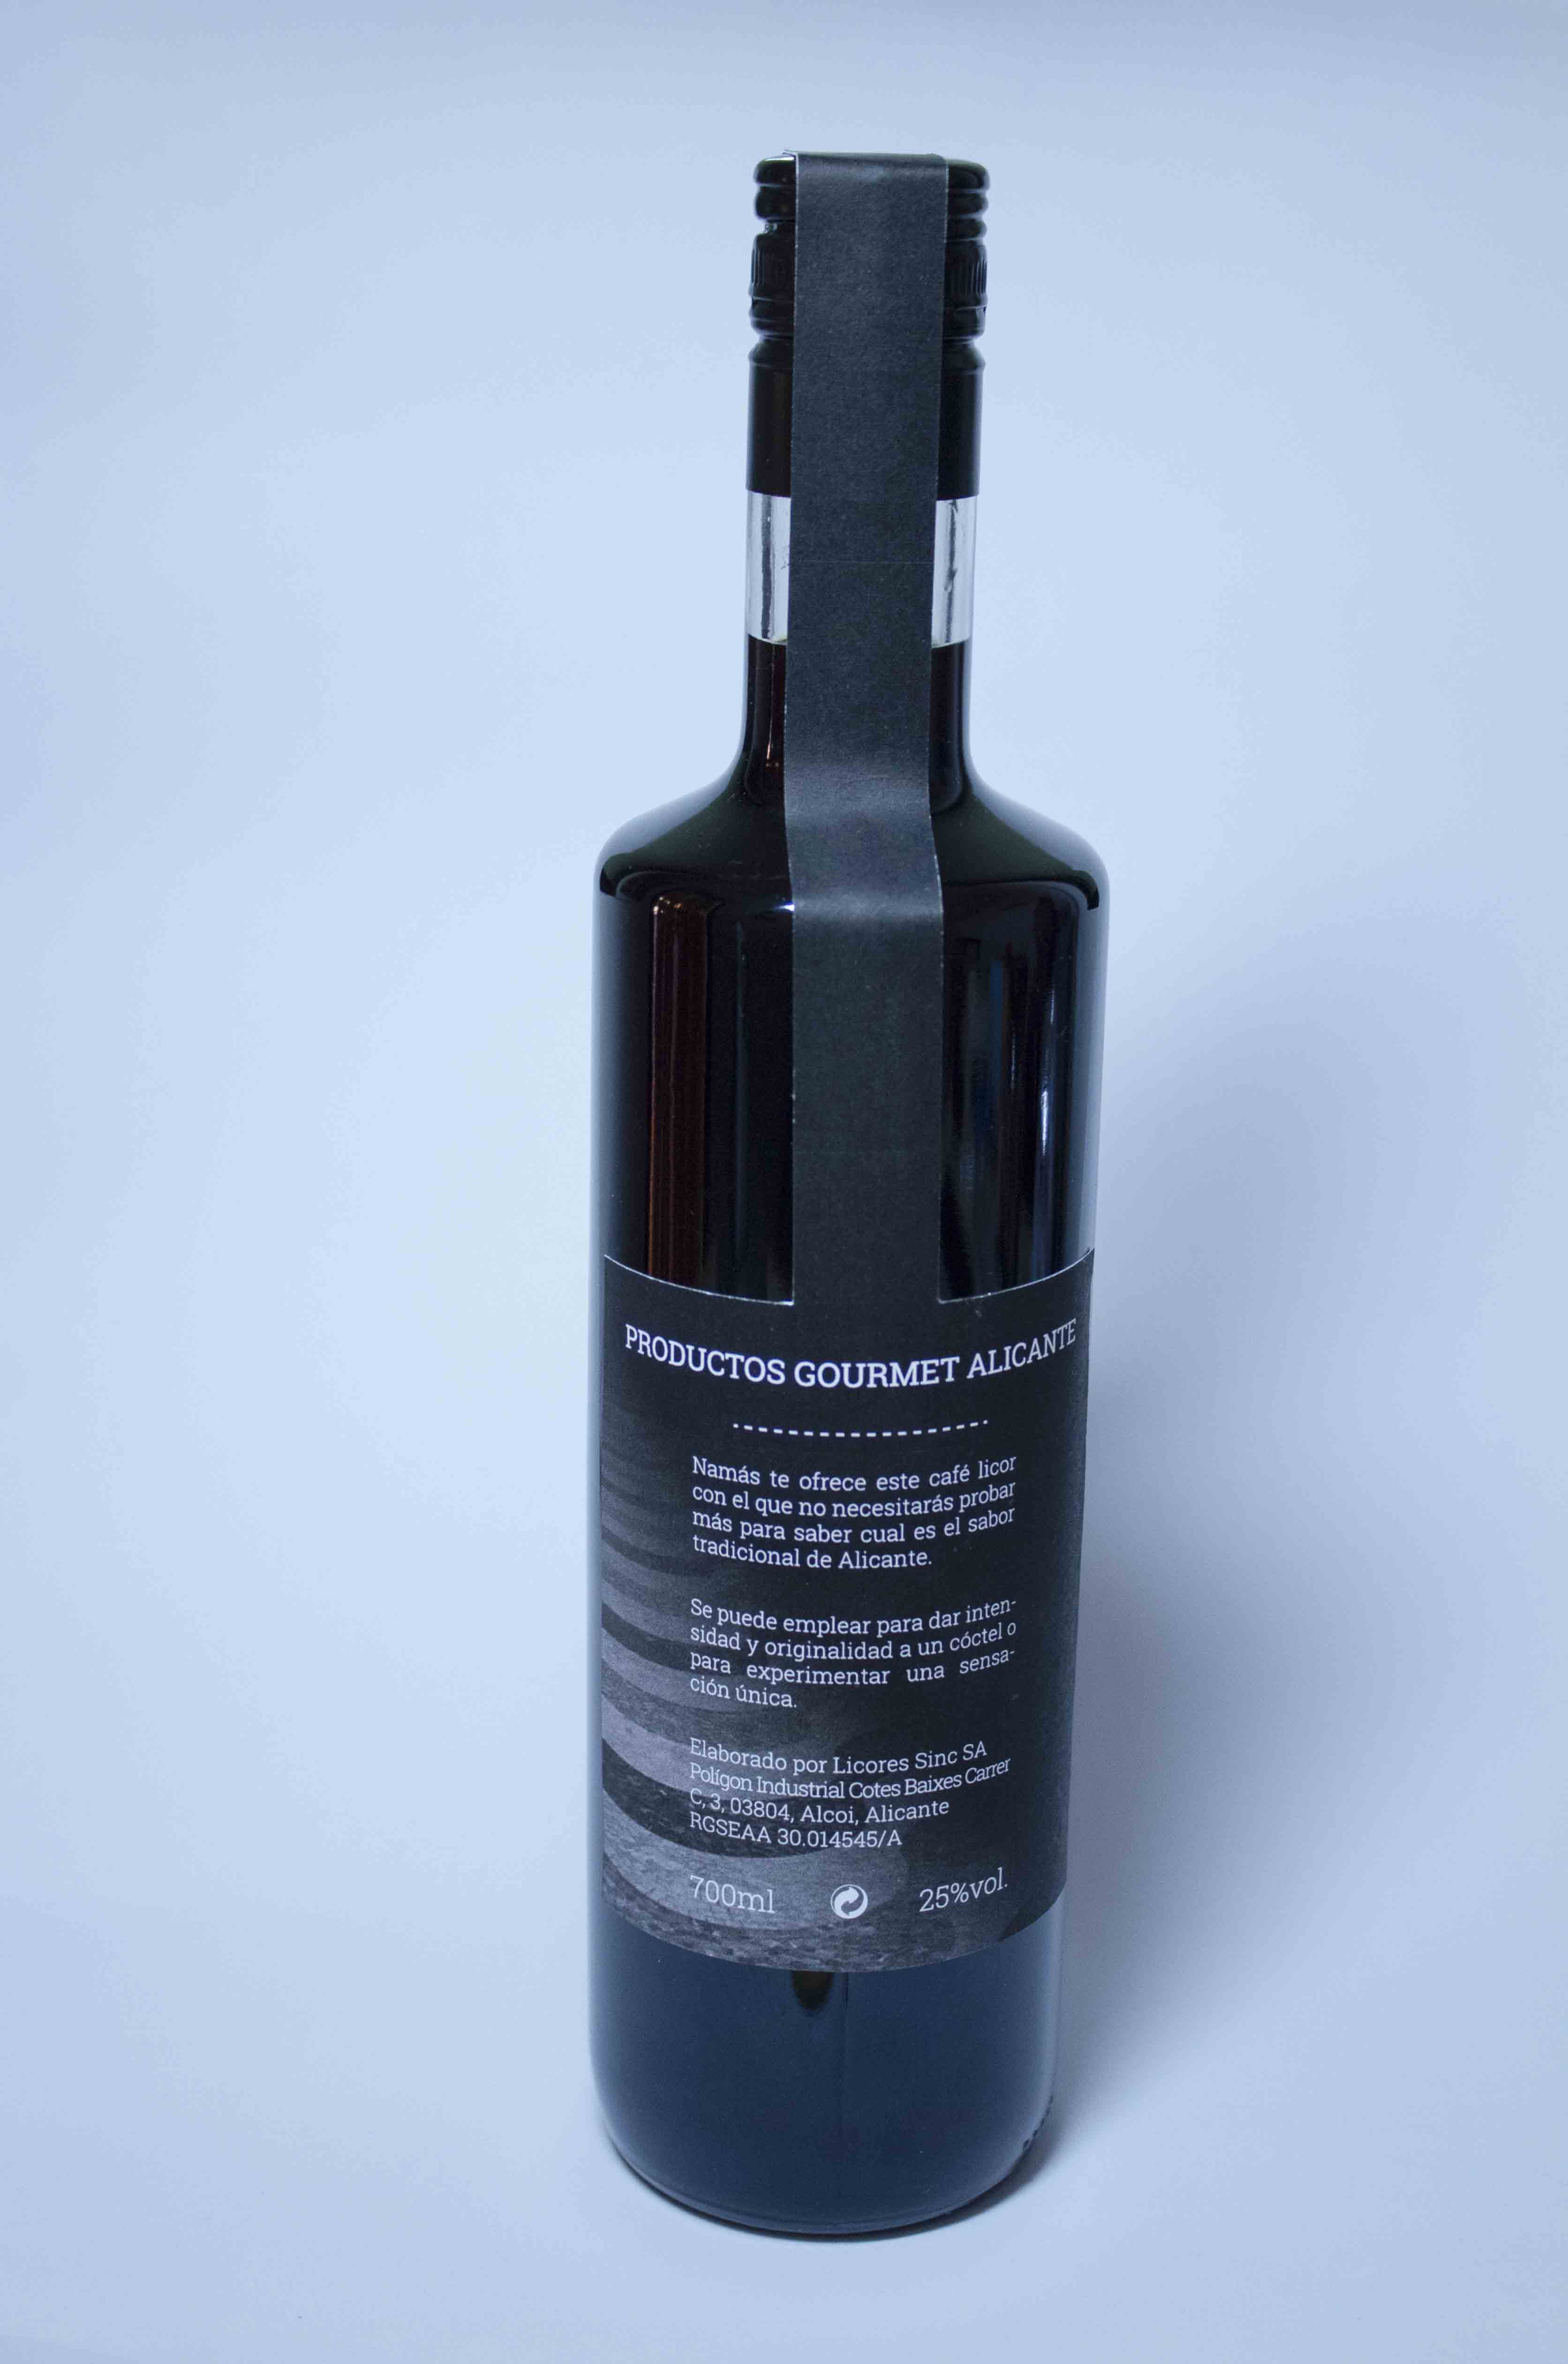 PRODUCTOS GOURMET ALICANTE
Namás te ofrece este café licor
con el que no necesitarás probar
más para saber cual es el sabor
tradicional de Alicante.
Se puede emplear para dar inten-
sidad y originalidad a un cóctel o
para experimentar una sensa-
ción única.
Elaborado por Licores Sinc SA
Polígon Industrial Cotes Baixes Carrer
C, 3, 03804, Alcoi, Alicante
RGSEAA 30.014545/A
700ml 25%vol.